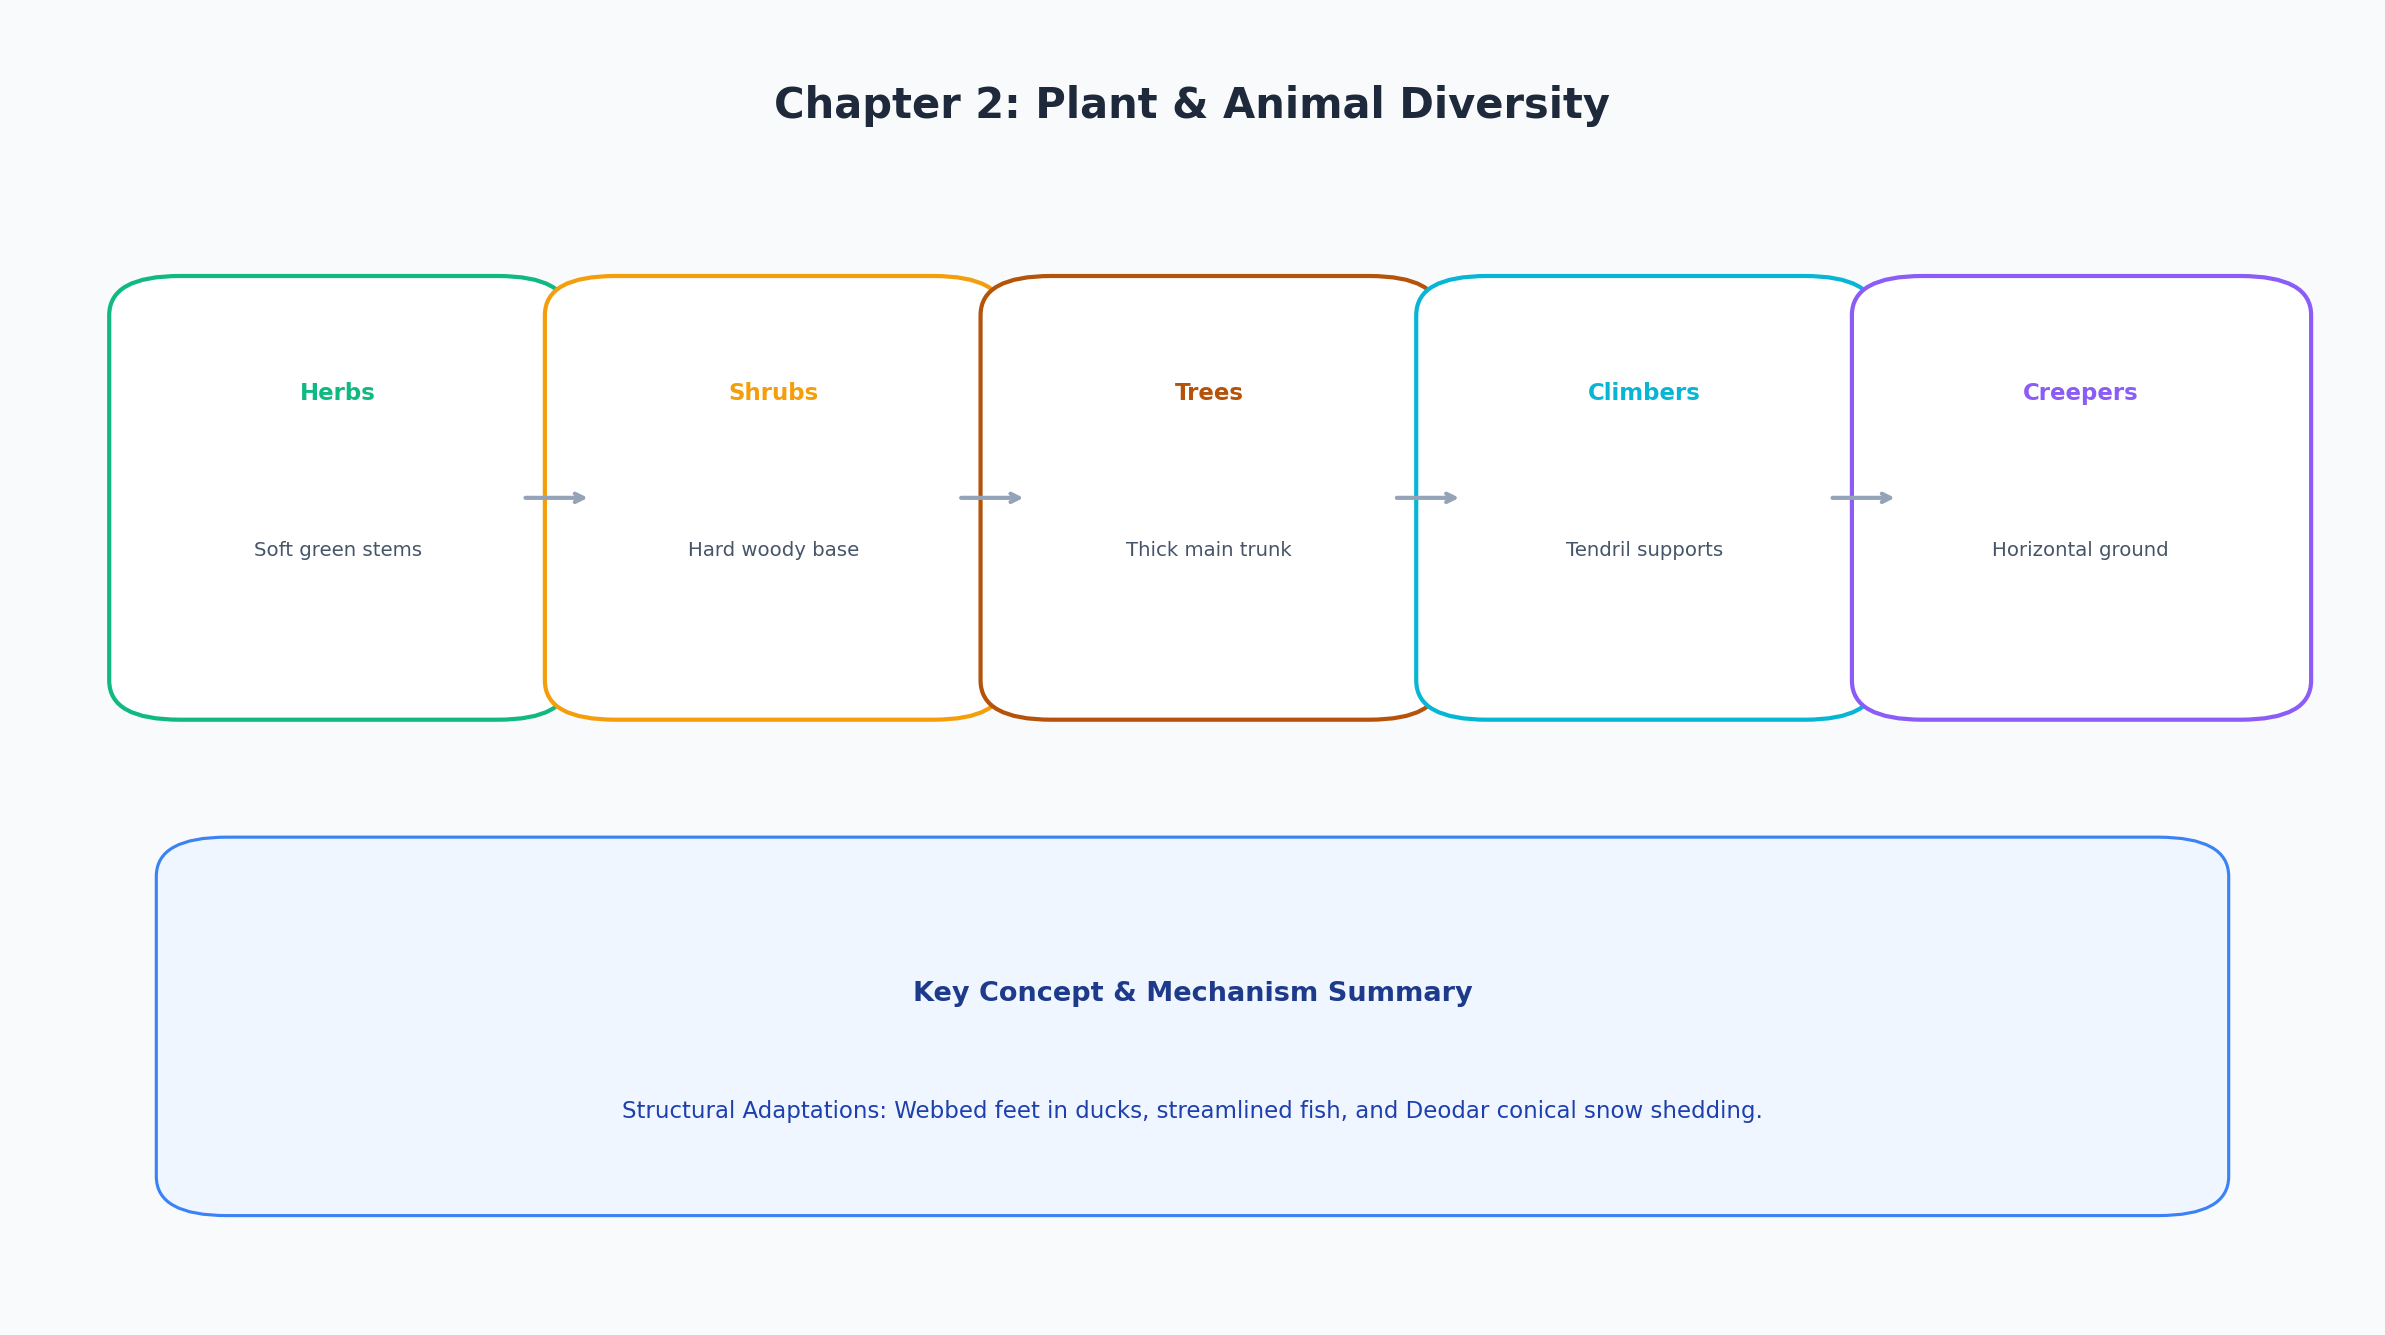 Chapter 2: Plant & Animal Diversity
Herbs
Shrubs
Trees
Climbers
Creepers
Soft green stems
Hard woody base
Thick main trunk
Tendril supports
Horizontal ground
Key Concept & Mechanism Summary
Structural Adaptations: Webbed feet in ducks, streamlined fish, and Deodar conical snow shedding.